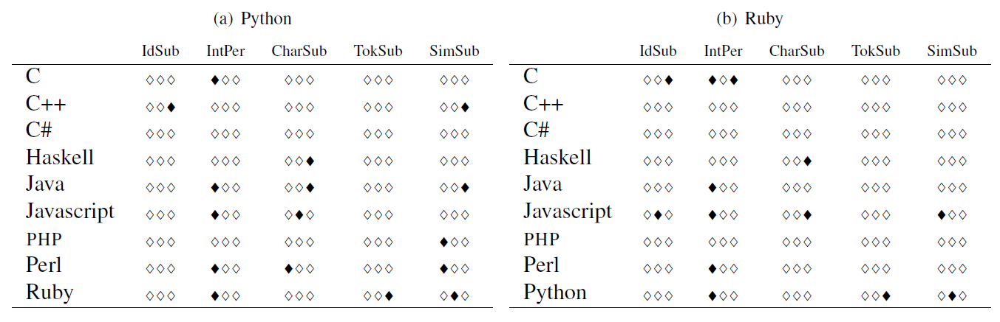 (a) Python (b) Ruby
IdSub IntPer CharSub TokSub SimSub IdSub IntPer CharSub TokSub SimSub
C ◇◇◇ ◆◇◇ ◇◇◇ ◇◇◇ ◇◇◇ C ◇◇◆ ◆◇◆ ◇◇◇ ◇◇◇ ◇◇◇
C++ ◇◇◆ ◇◇◇ ◇◇◇ ◇◇◇ ◇◇◆ C++ ◇◇◇ ◇◇◇ ◇◇◇ ◇◇◇ ◇◇◇
C# ◇◇◇ ◇◇◇ ◇◇◇ ◇◇◇ ◇◇◇ C# ◇◇◇ ◇◇◇ ◇◇◇ ◇◇◇ ◇◇◇
Haskell ◇◇◇ ◇◇◇ ◇◇◆ ◇◇◇ ◇◇◇ Haskell ◇◇◇ ◇◇◇ ◇◇◆ ◇◇◇ ◇◇◇
Java ◇◇◇ ◆◇◇ ◇◇◆ ◇◇◇ ◇◇◆ Java ◇◇◇ ◆◇◇ ◇◇◇ ◇◇◇ ◇◇◇
Javascript ◇◇◇ ◆◇◇ ◇◆◇ ◇◇◇ ◇◇◇ Javascript ◇◆◇ ◆◇◇ ◇◇◆ ◇◇◇ ◆◇◇
PHP ◇◇◇ ◇◇◇ ◇◇◇ ◇◇◇ ◆◇◇ PHP ◇◇◇ ◇◇◇ ◇◇◇ ◇◇◇ ◇◇◇
Perl ◇◇◇ ◆◇◇ ◆◇◇ ◇◇◇ ◆◇◇ Perl ◇◇◇ ◆◇◇ ◇◇◇ ◇◇◇ ◇◇◇
Ruby ◇◇◇ ◆◇◇ ◇◇◇ ◇◇◆ ◇◆◇ Python ◇◇◇ ◆◇◇ ◇◇◇ ◇◇◆ ◇◆◇